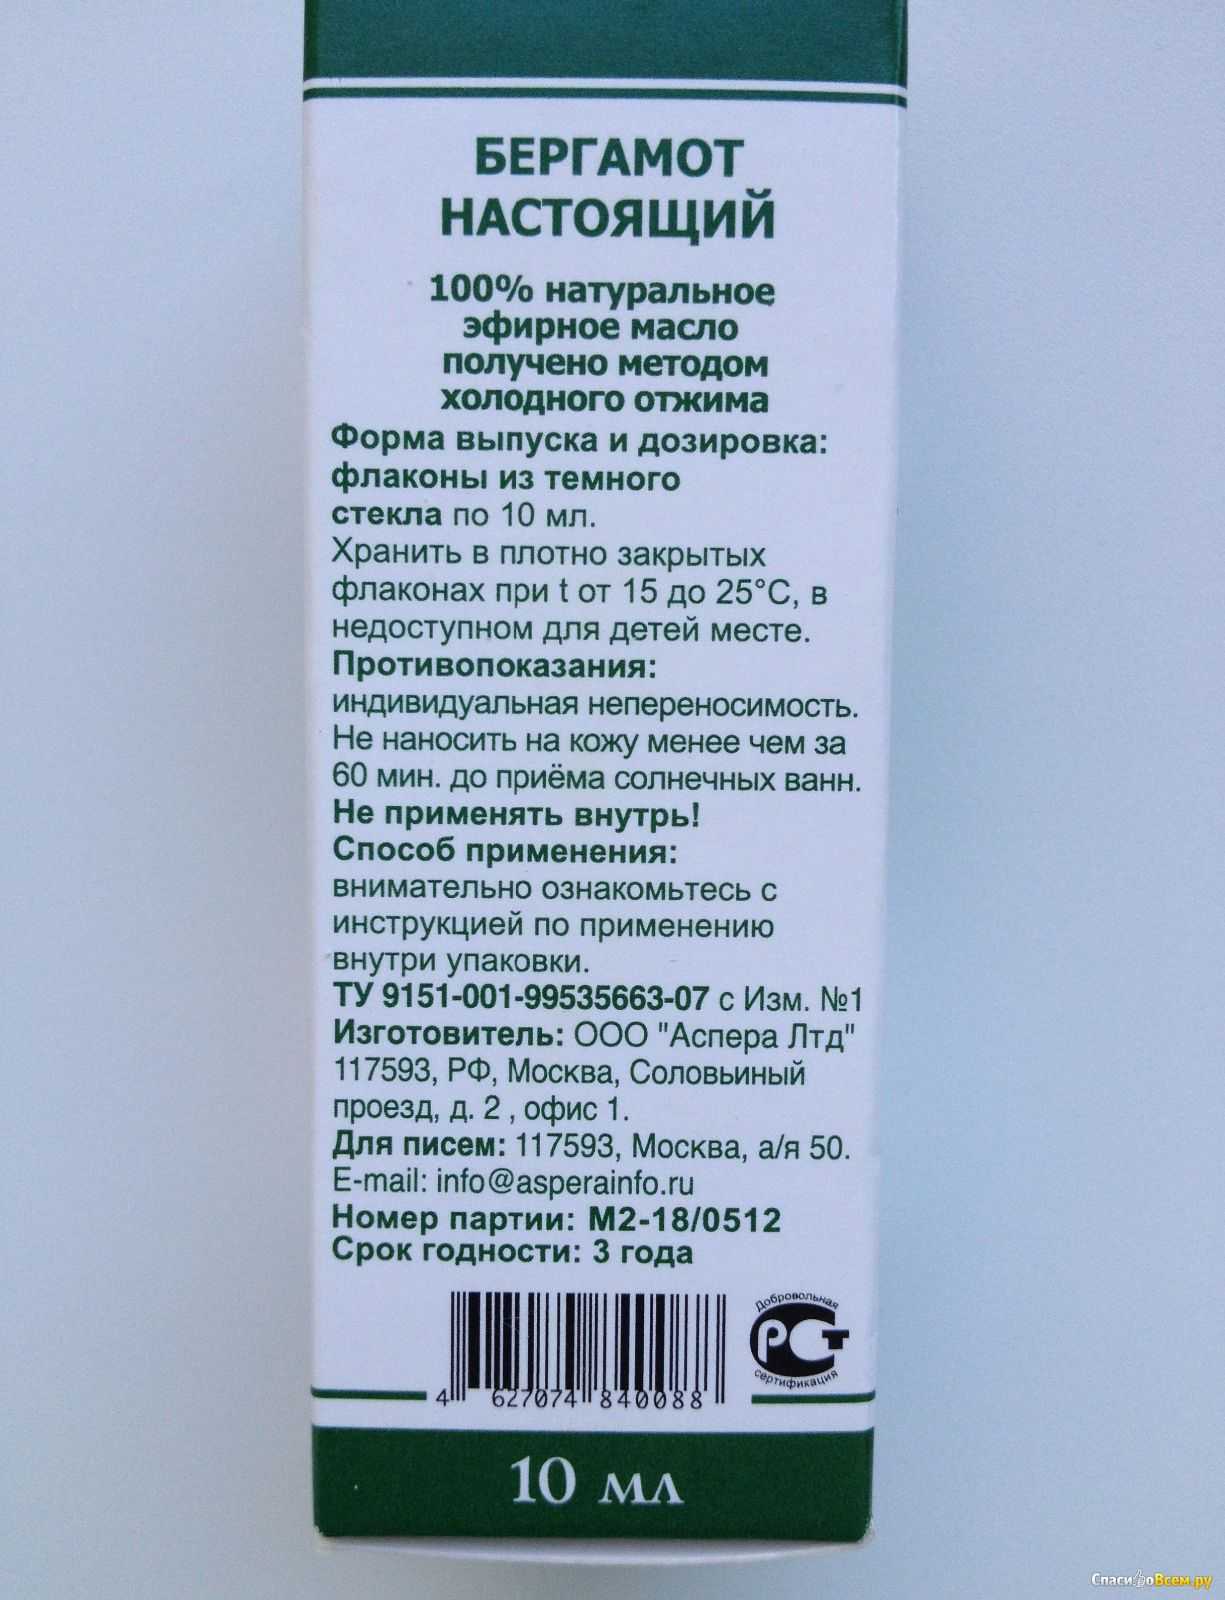 БЕРГАМОТ
НАСТОЯЩИЙ
100% натуральное
эфирное масло
получено методом
холодного отжима
Форма выпуска и дозировка:
флаконы из темного
стекла по 10 мл.
Хранить в плотно закрытых
флаконах при t от 15 до 25°С, в
недоступном для детей месте.
Противопоказания:
индивидуальная непереносимость.
Не наносить на кожу менее чем за
60 мин. до приёма солнечных ванн.
Не применять внутрь!
Способ применения:
внимательно ознакомьтесь с
инструкцией по применению
внутри упаковки.
ТУ 9151-001-99535663-07 с Изм. №1
Изготовитель: ООО "Аспера Лтд"
117593, РФ, Москва, Соловьиный
проезд, д. 2 , офис 1.
Для писем: 117593, Москва, а/я 50.
E-mail: info@asperainfo.ru
Номер партии: М2-18/0512
Срок годности: 3 года
Добровольная
РСТ
сертификация
4 627074 840088
10 мл
СпасибоВсем.ру